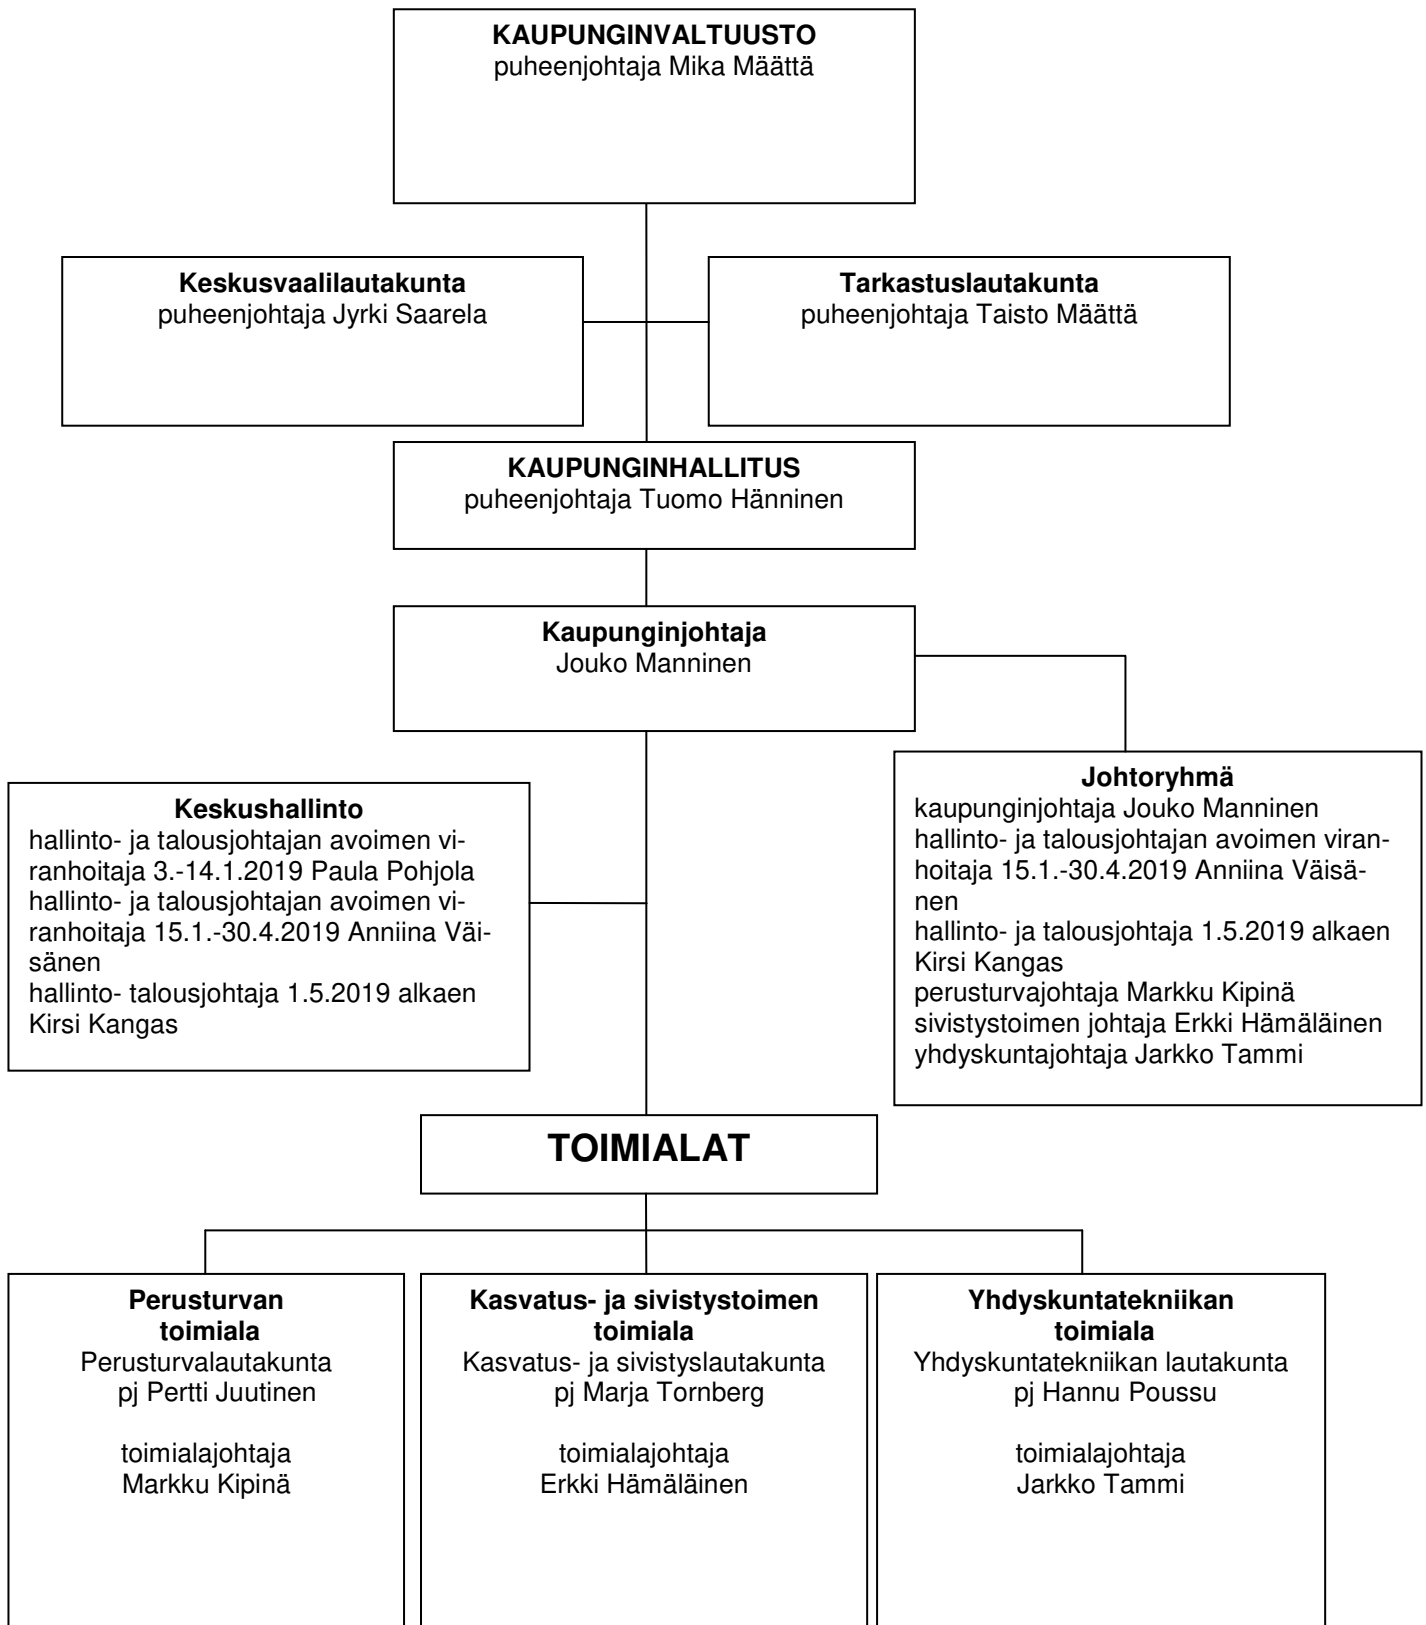 KAUPUNGINVALTUUSTO
puheenjohtaja Mika Määttä
Keskusvaalilautakunta
puheenjohtaja Jyrki Saarela
Tarkastuslautakunta
puheenjohtaja Taisto Määttä
KAUPUNGINHALLITUS
puheenjohtaja Tuomo Hänninen
Kaupunginjohtaja
Jouko Manninen
Keskushallinto
hallinto- ja talousjohtajan avoimen vi-
ranhoitaja 3.-14.1.2019 Paula Pohjola
hallinto- ja talousjohtajan avoimen vi-
ranhoitaja 15.1.-30.4.2019 Anniina Väi-
sänen
hallinto- talousjohtaja 1.5.2019 alkaen
Kirsi Kangas
Johtoryhmä
kaupunginjohtaja Jouko Manninen
hallinto- ja talousjohtajan avoimen viran-
hoitaja 15.1.-30.4.2019 Anniina Väisä-
nen
hallinto- ja talousjohtaja 1.5.2019 alkaen
Kirsi Kangas
perusturvajohtaja Markku Kipinä
sivistystoimen johtaja Erkki Hämäläinen
yhdyskuntajohtaja Jarkko Tammi
TOIMIALAT
Perusturvan
toimiala
Perusturvalautakunta
pj Pertti Juutinen
toimialajohtaja
Markku Kipinä
Kasvatus- ja sivistystoimen
toimiala
Kasvatus- ja sivistyslautakunta
pj Marja Tornberg
toimialajohtaja
Erkki Hämäläinen
Yhdyskuntatekniikan
toimiala
Yhdyskuntatekniikan lautakunta
pj Hannu Poussu
toimialajohtaja
Jarkko Tammi